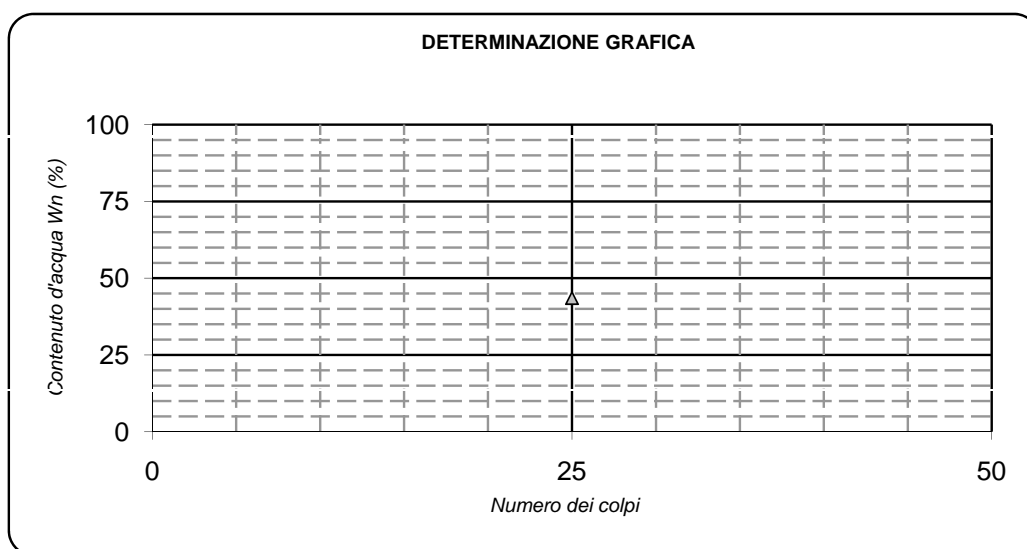 DETERMINAZIONE GRAFICA
Contenuto d'acqua Wn (%)
100
75
50
25
0
0 25 50
Numero dei colpi